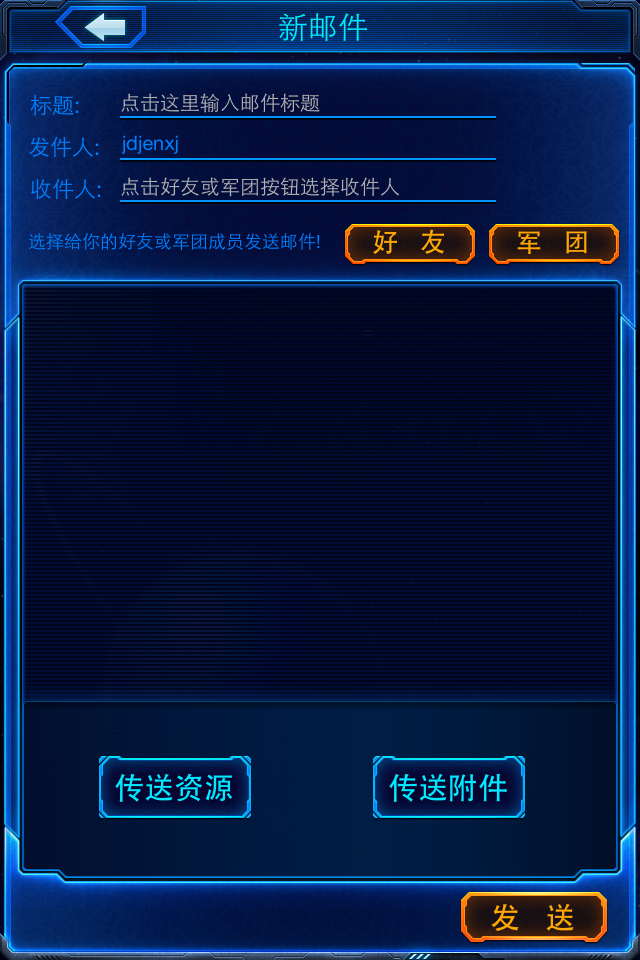 新邮件
标题: 点击这里输入邮件标题
发件人: jdjenxj
收件人: 点击好友或军团按钮选择收件人
选择给你的好友或军团成员发送邮件! 好 友 军 团
传送资源 传送附件
发 送